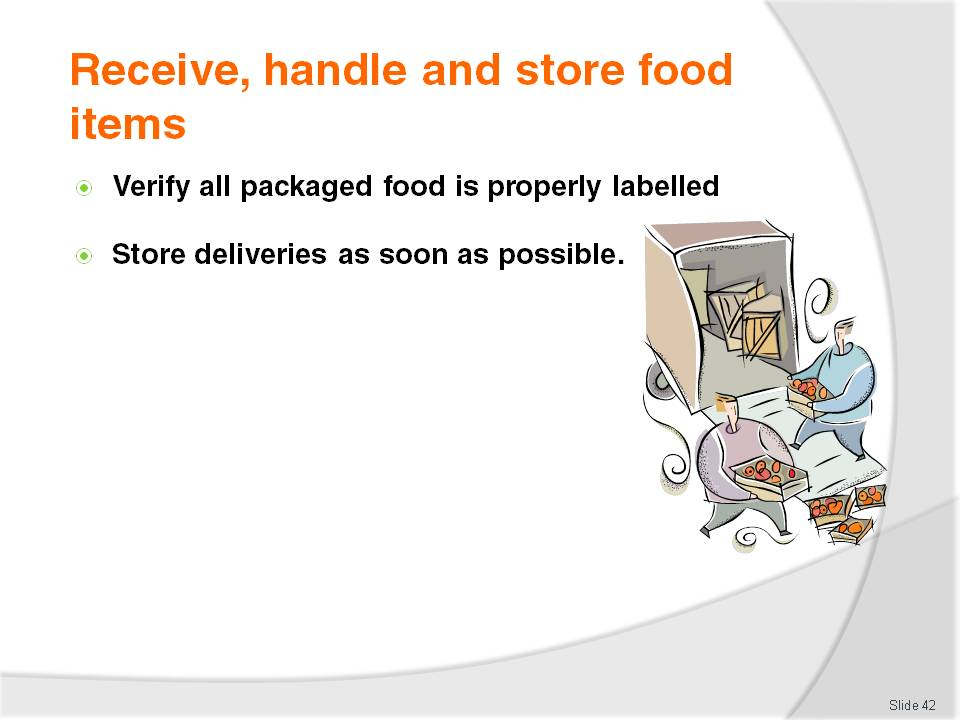 Receive, handle and store food
items
Verify all packaged food is properly labelled
Store deliveries as soon as possible.
Slide 42